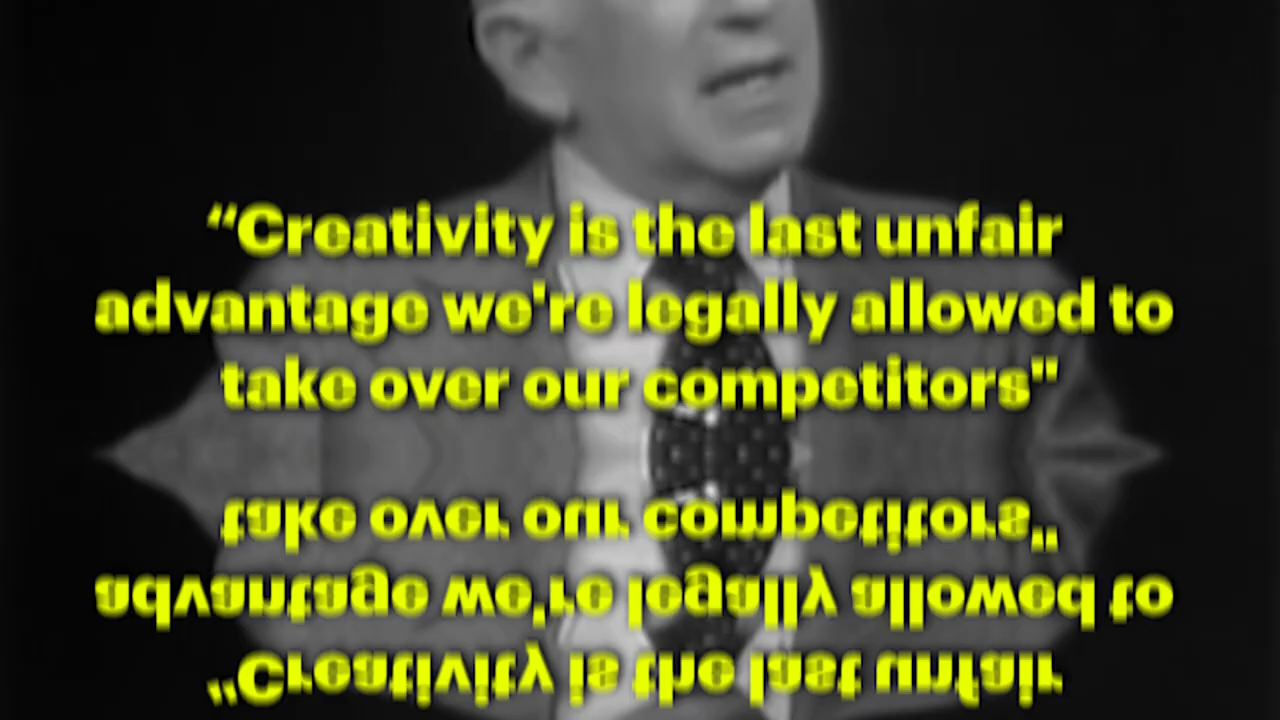 “Creativity is the last unfair
advantage we're legally allowed to
take over our competitors"
take over our competitors"
advantage we're legally allowed to
“Creativity is the last unfair